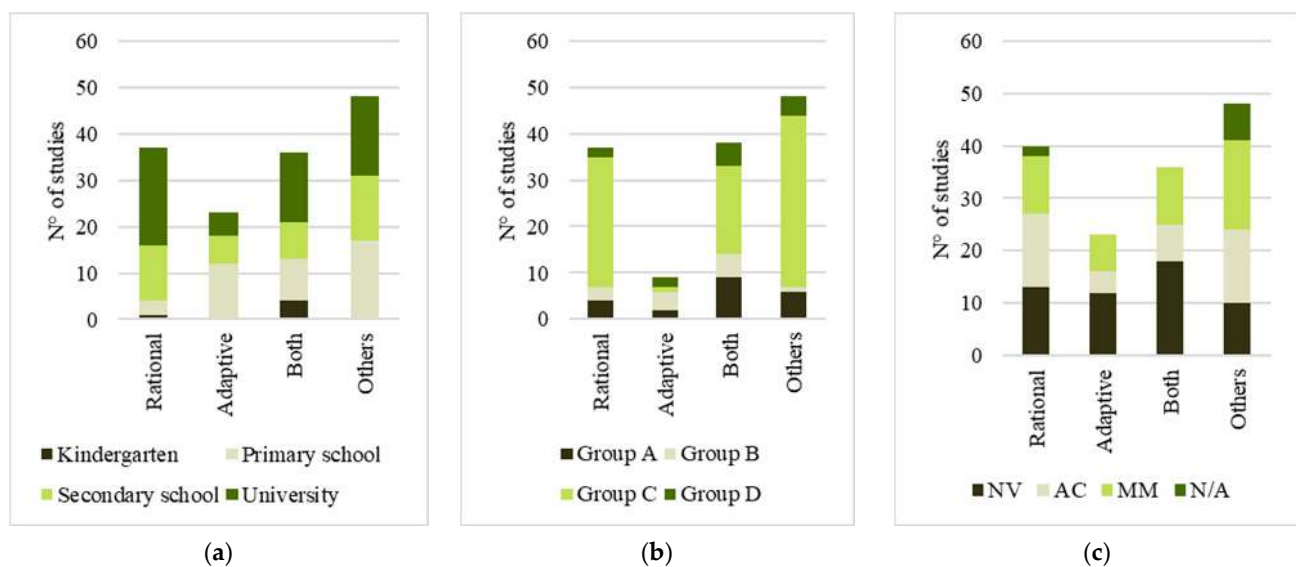 60
50
40
30
20
10
0
N° of studies
Rational
Adaptive
Both
Others
Kindergarten
Primary school
Secondary school
University
(a)
60
50
40
30
20
10
0
N° of studies
Rational
Adaptive
Both
Others
Group A
Group B
Group C
Group D
(b)
60
50
40
30
20
10
0
N° of studies
Rational
Adaptive
Both
Others
NV
AC
MM
N/A
(c)